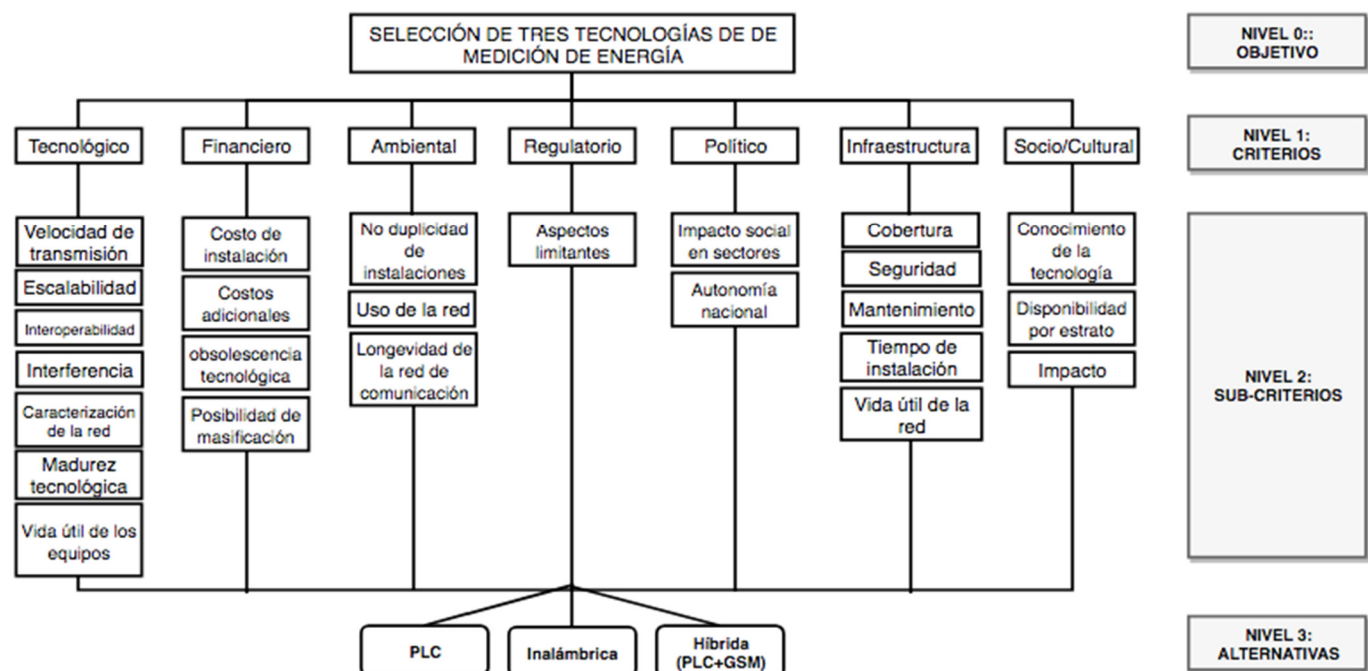 SELECCIÓN DE TRES TECNOLOGÍAS DE DE
MEDICIÓN DE ENERGÍA
NIVEL 0::
OBJETIVO
Tecnológico
Financiero
Ambiental
Regulatorio
Político
Infraestructura
Socio/Cultural
NIVEL 1:
CRITERIOS
Velocidad de
transmisión
Escalabilidad
Interoperabilidad
Interferencia
Caracterización
de la red
Madurez
tecnológica
Vida útil de los
equipos
Costo de
instalación
Costos
adicionales
obsolescencia
tecnológica
Posibilidad de
masificación
No duplicidad
de
instalaciones
Uso de la red
Longevidad de
la red de
comunicación
Aspectos
limitantes
Impacto social
en sectores
Autonomía
nacional
Cobertura
Seguridad
Mantenimiento
Tiempo de
instalación
Vida útil de la
red
Conocimiento
de la
tecnología
Disponibilidad
por estrato
Impacto
NIVEL 2:
SUB-CRITERIOS
PLC
Inalámbrica
Híbrida
(PLC+GSM)
NIVEL 3:
ALTERNATIVAS